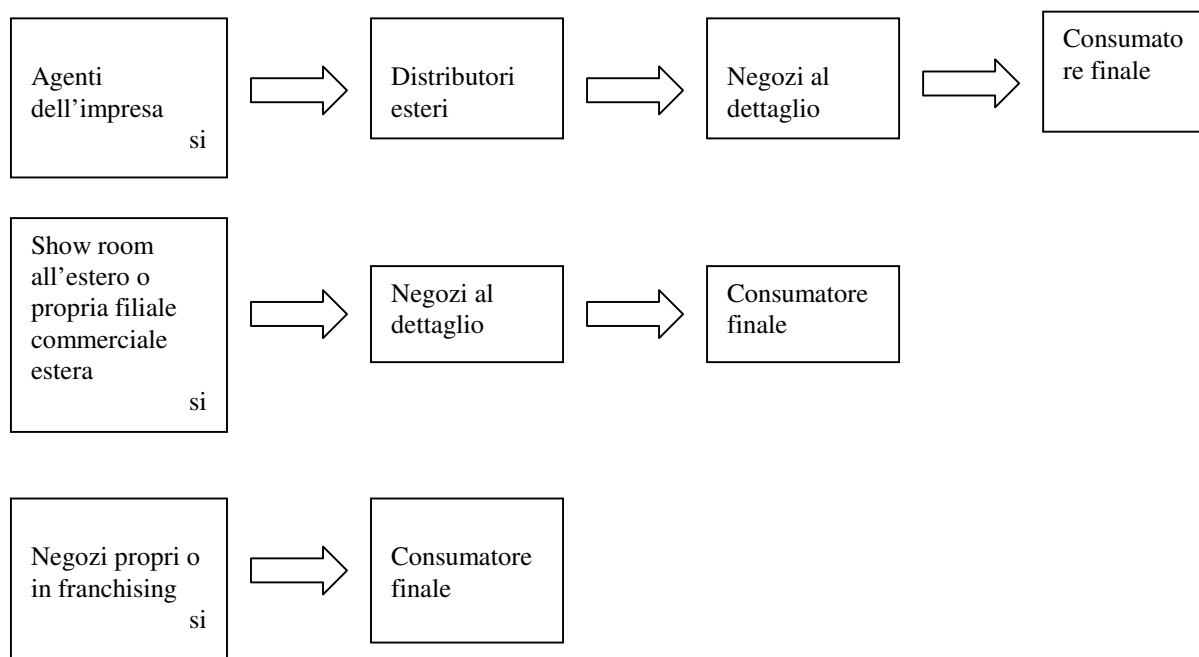 Agenti
dell’impresa
si
Distributori
esteri
Negozi al
dettaglio
Consumato
re finale
Show room
all’estero o
propria filiale
commerciale
estera
si
Negozi al
dettaglio
Consumatore
finale
Negozi propri o
in franchising
si
Consumatore
finale